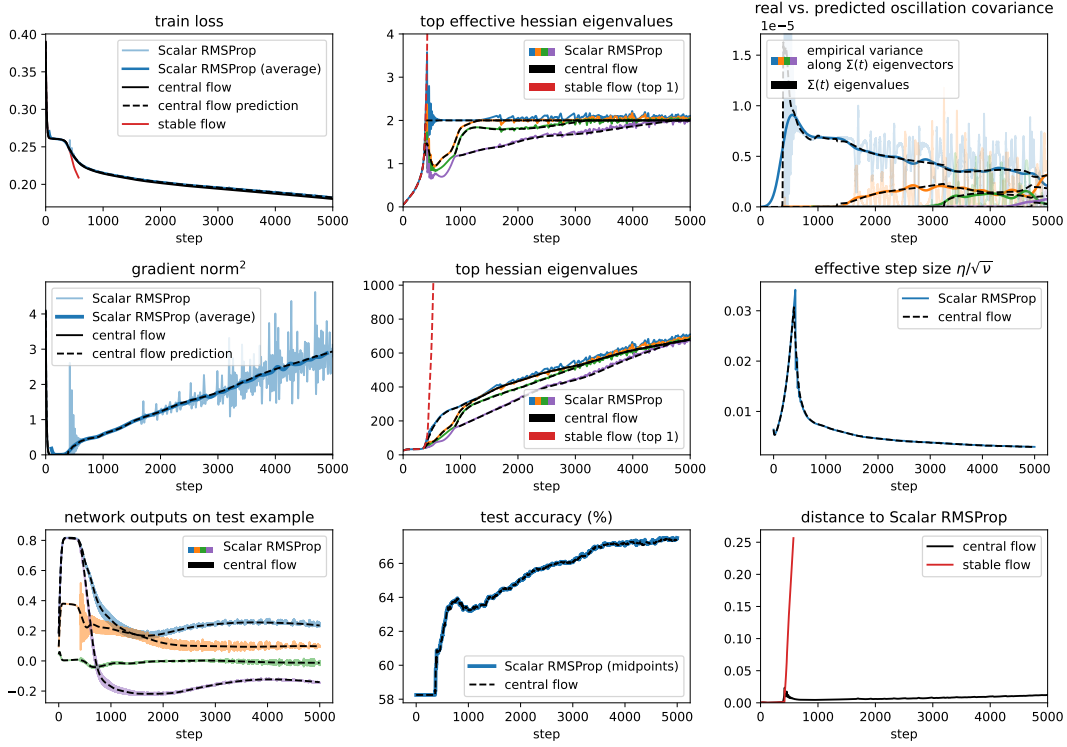 train loss
0.40
0.35
0.30
0.25
0.20
Scalar RMSProp
Scalar RMSProp (average)
central flow
central flow prediction
stable flow
0 1000 2000 3000 4000 5000
step
top effective hessian eigenvalues
4
3
2
1
0
Scalar RMSProp
central flow
stable flow (top 1)
0 1000 2000 3000 4000 5000
step
real vs. predicted oscillation covariance
1e−5
1.5
1.0
0.5
0.0
empirical variance
along Σ(t) eigenvectors
Σ(t) eigenvalues
0 1000 2000 3000 4000 5000
step
gradient norm²
4
3
2
1
0
Scalar RMSProp
Scalar RMSProp (average)
central flow
central flow prediction
0 1000 2000 3000 4000 5000
step
top hessian eigenvalues
1000
800
600
400
200
0
Scalar RMSProp
central flow
stable flow (top 1)
0 1000 2000 3000 4000 5000
step
effective step size η/√ν
0.03
0.02
0.01
Scalar RMSProp
central flow
0 1000 2000 3000 4000 5000
step
network outputs on test example
0.8
0.6
0.4
0.2
0.0
−0.2
Scalar RMSProp
central flow
0 1000 2000 3000 4000 5000
step
test accuracy (%)
66
64
62
60
58
Scalar RMSProp (midpoints)
central flow
0 1000 2000 3000 4000 5000
step
distance to Scalar RMSProp
0.25
0.20
0.15
0.10
0.05
0.00
central flow
stable flow
0 1000 2000 3000 4000 5000
step